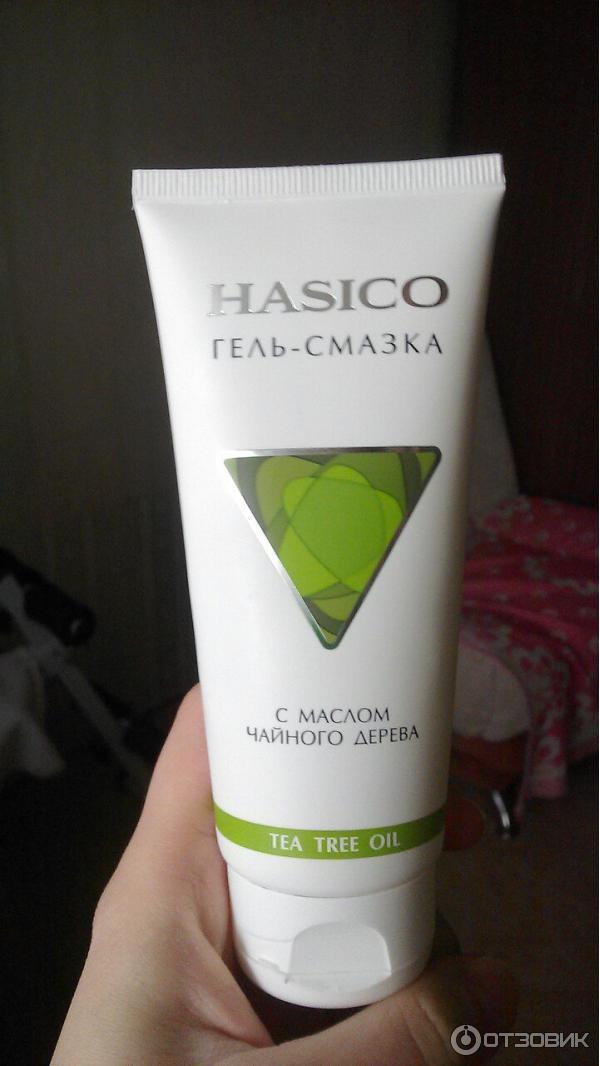 HASICO
ГЕЛЬ-СМАЗКА
С МАСЛОМ
ЧАЙНОГО ДЕРЕВА
TEA TREE OIL
ОТЗОВИК